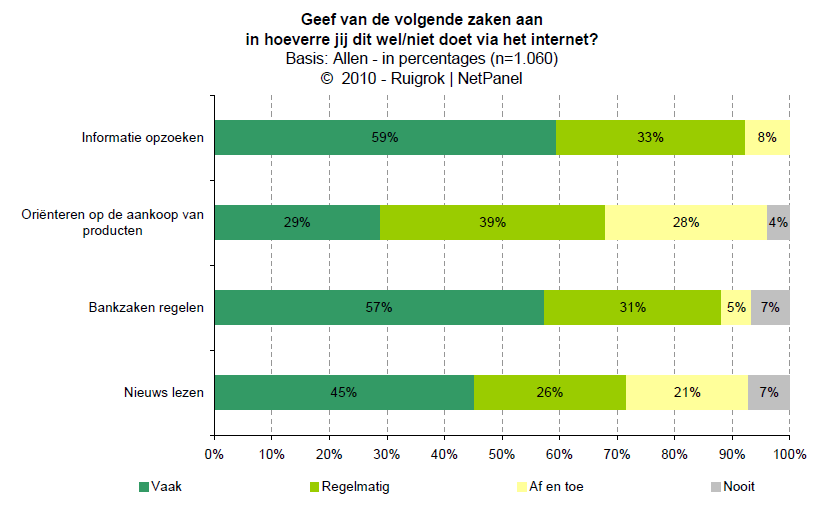 Geef van de volgende zaken aan
in hoeverre jij dit wel/niet doet via het internet?
Basis: Allen - in percentages (n=1.060)
© 2010 - Ruigrok | NetPanel
Informatie opzoeken
59%
33%
8%
Oriënteren op de aankoop van
producten
29%
39%
28%
4%
Bankzaken regelen
57%
31%
5%
7%
Nieuws lezen
45%
26%
21%
7%
0% 10% 20% 30% 40% 50% 60% 70% 80% 90% 100%
Vaak Regelmatig Af en toe Nooit